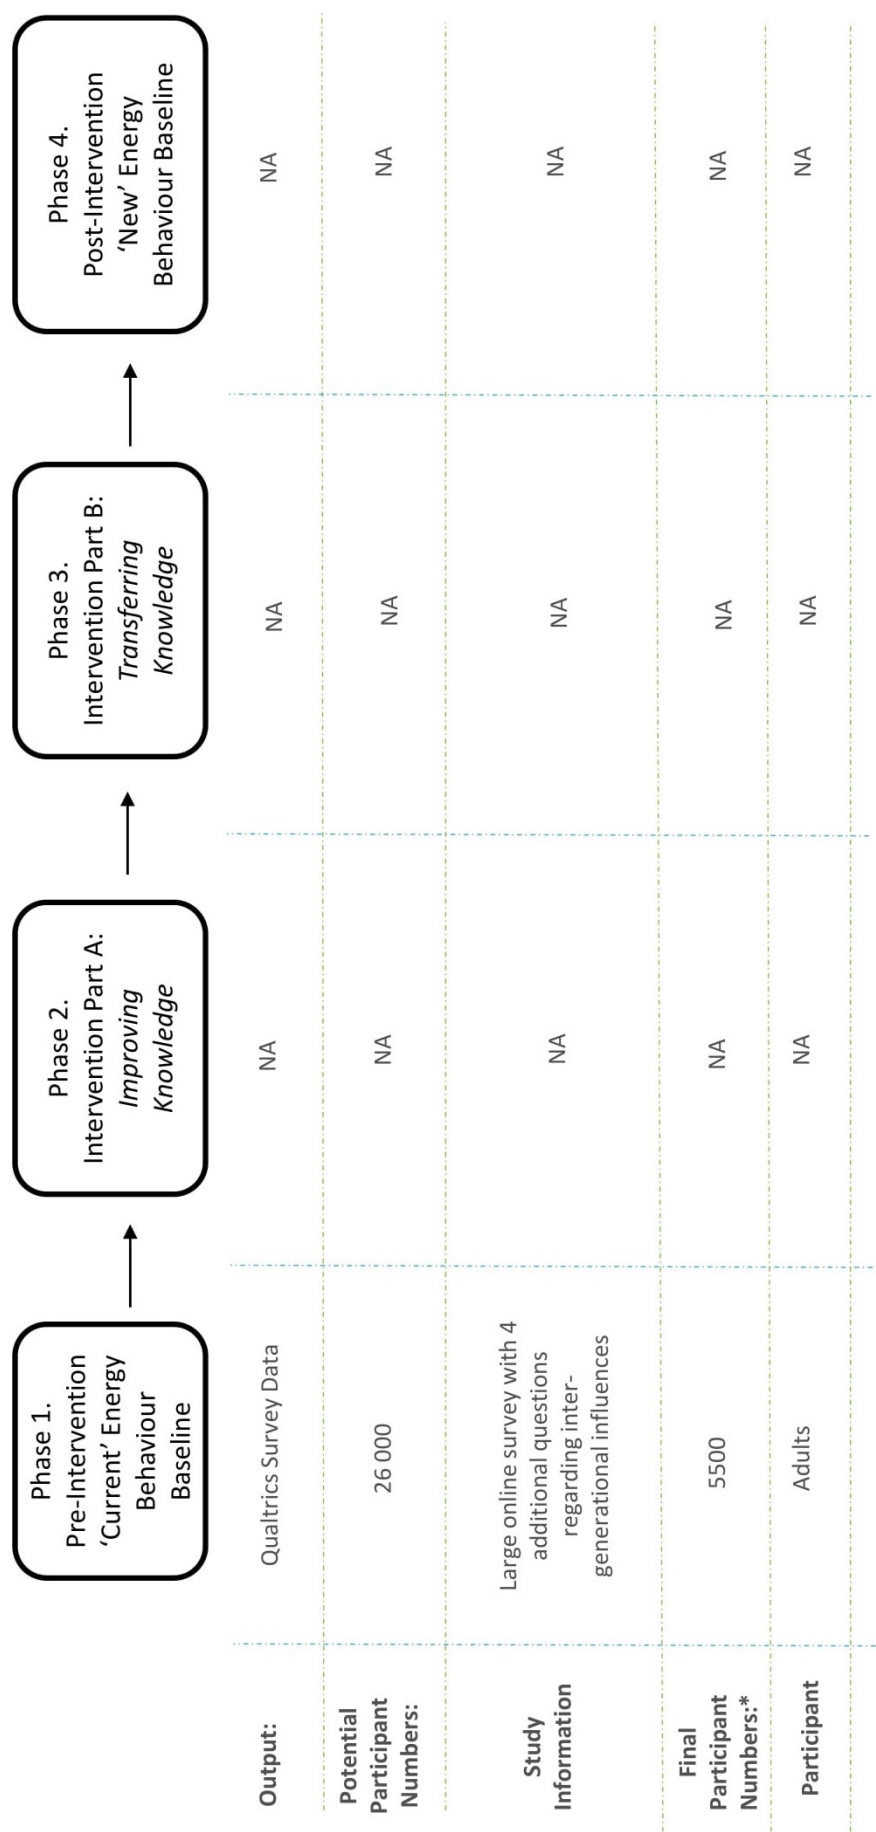 Phase 1.
Pre-Intervention
‘Current’ Energy
Behaviour
Baseline
Phase 2.
Intervention Part A:
Improving
Knowledge
Phase 3.
Intervention Part B:
Transferring
Knowledge
Phase 4.
Post-Intervention
‘New’ Energy
Behaviour Baseline
Output:
Qualtrics Survey Data
NA
NA
NA
Potential
Participant
Numbers:
26 000
NA
NA
NA
Study
Information
Large online survey with 4
additional questions
regarding inter-
generational influences
NA
NA
NA
Final
Participant
Numbers:*
5500
NA
NA
NA
Participant
Adults
NA
NA
NA